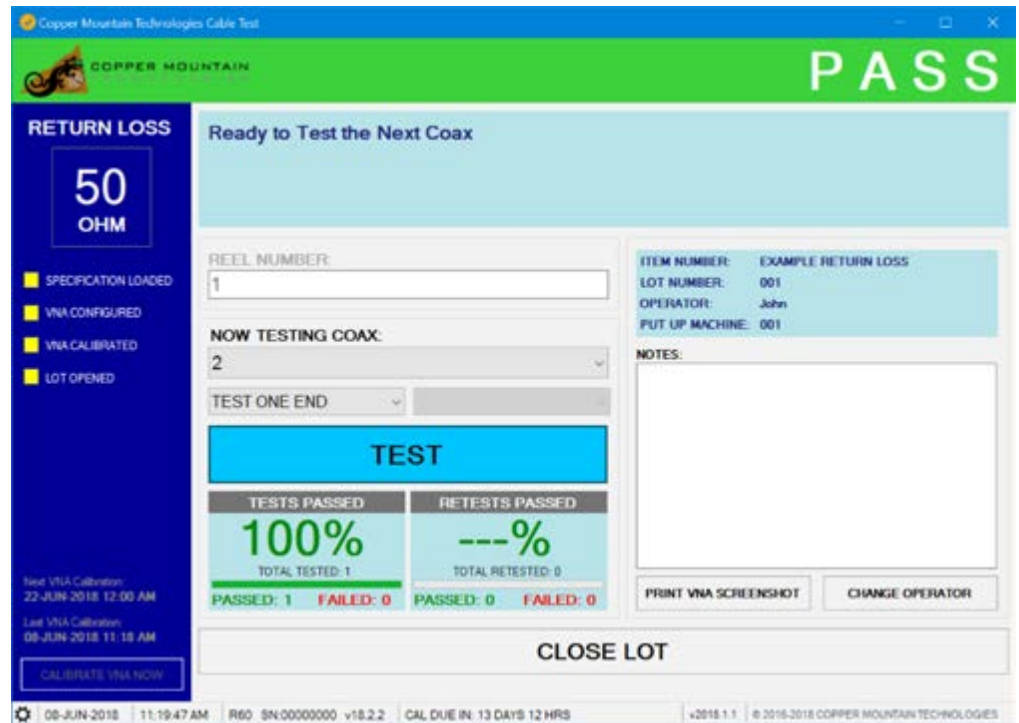 Copper Mountain Technologies Cable Test
COPPER MOUNTAIN
PASS
RETURN LOSS
50
OHM
SPECIFICATION LOADED
VNA CONFIGURED
VNA CALIBRATED
LOT OPENED
Next VNA Calibration:
22-JUN-2018 12:00 AM
Last VNA Calibration:
08-JUN-2018 11:18 AM
CALIBRATE VNA NOW
Ready to Test the Next Coax
REEL NUMBER:
1
NOW TESTING COAX:
2
TEST ONE END
TEST
TESTS PASSED
100%
TOTAL TESTED: 1
PASSED: 1 FAILED: 0
RETESTS PASSED
---%
TOTAL RETESTED: 0
PASSED: 0 FAILED: 0
ITEM NUMBER: EXAMPLE RETURN LOSS
LOT NUMBER: 001
OPERATOR: John
PUT UP MACHINE: 001
NOTES:
PRINT VNA SCREENSHOT
CHANGE OPERATOR
CLOSE LOT
08-JUN-2018 11:19:47 AM R60 SN:00000000 v18.2.2 CAL DUE IN: 13 DAYS 12 HRS v2018.1.1 © 2016-2018 COPPER MOUNTAIN TECHNOLOGIES